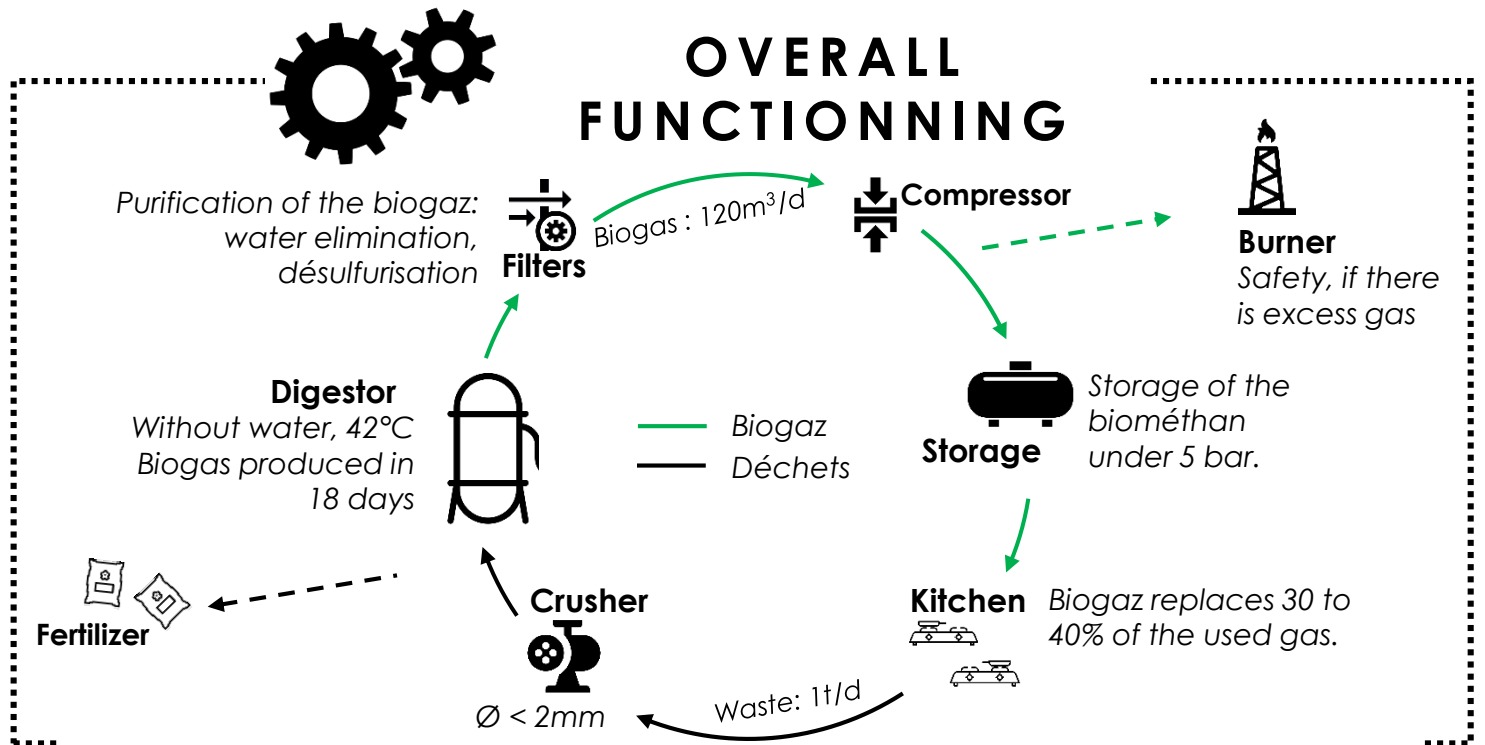 OVERALL
FUNCTIONNING
Purification of the biogaz:
water elimination,
désulfurisation
Filters
Biogas : 120m³/d
Compressor
Burner
Safety, if there
is excess gas
Digestor
Without water, 42°C
Biogas produced in
18 days
Biogaz
Déchets
Storage
Storage of the
biométhan
under 5 bar.
Fertilizer
Crusher
Ø < 2mm
Waste: 1t/d
Kitchen
Biogaz replaces 30 to
40% of the used gas.